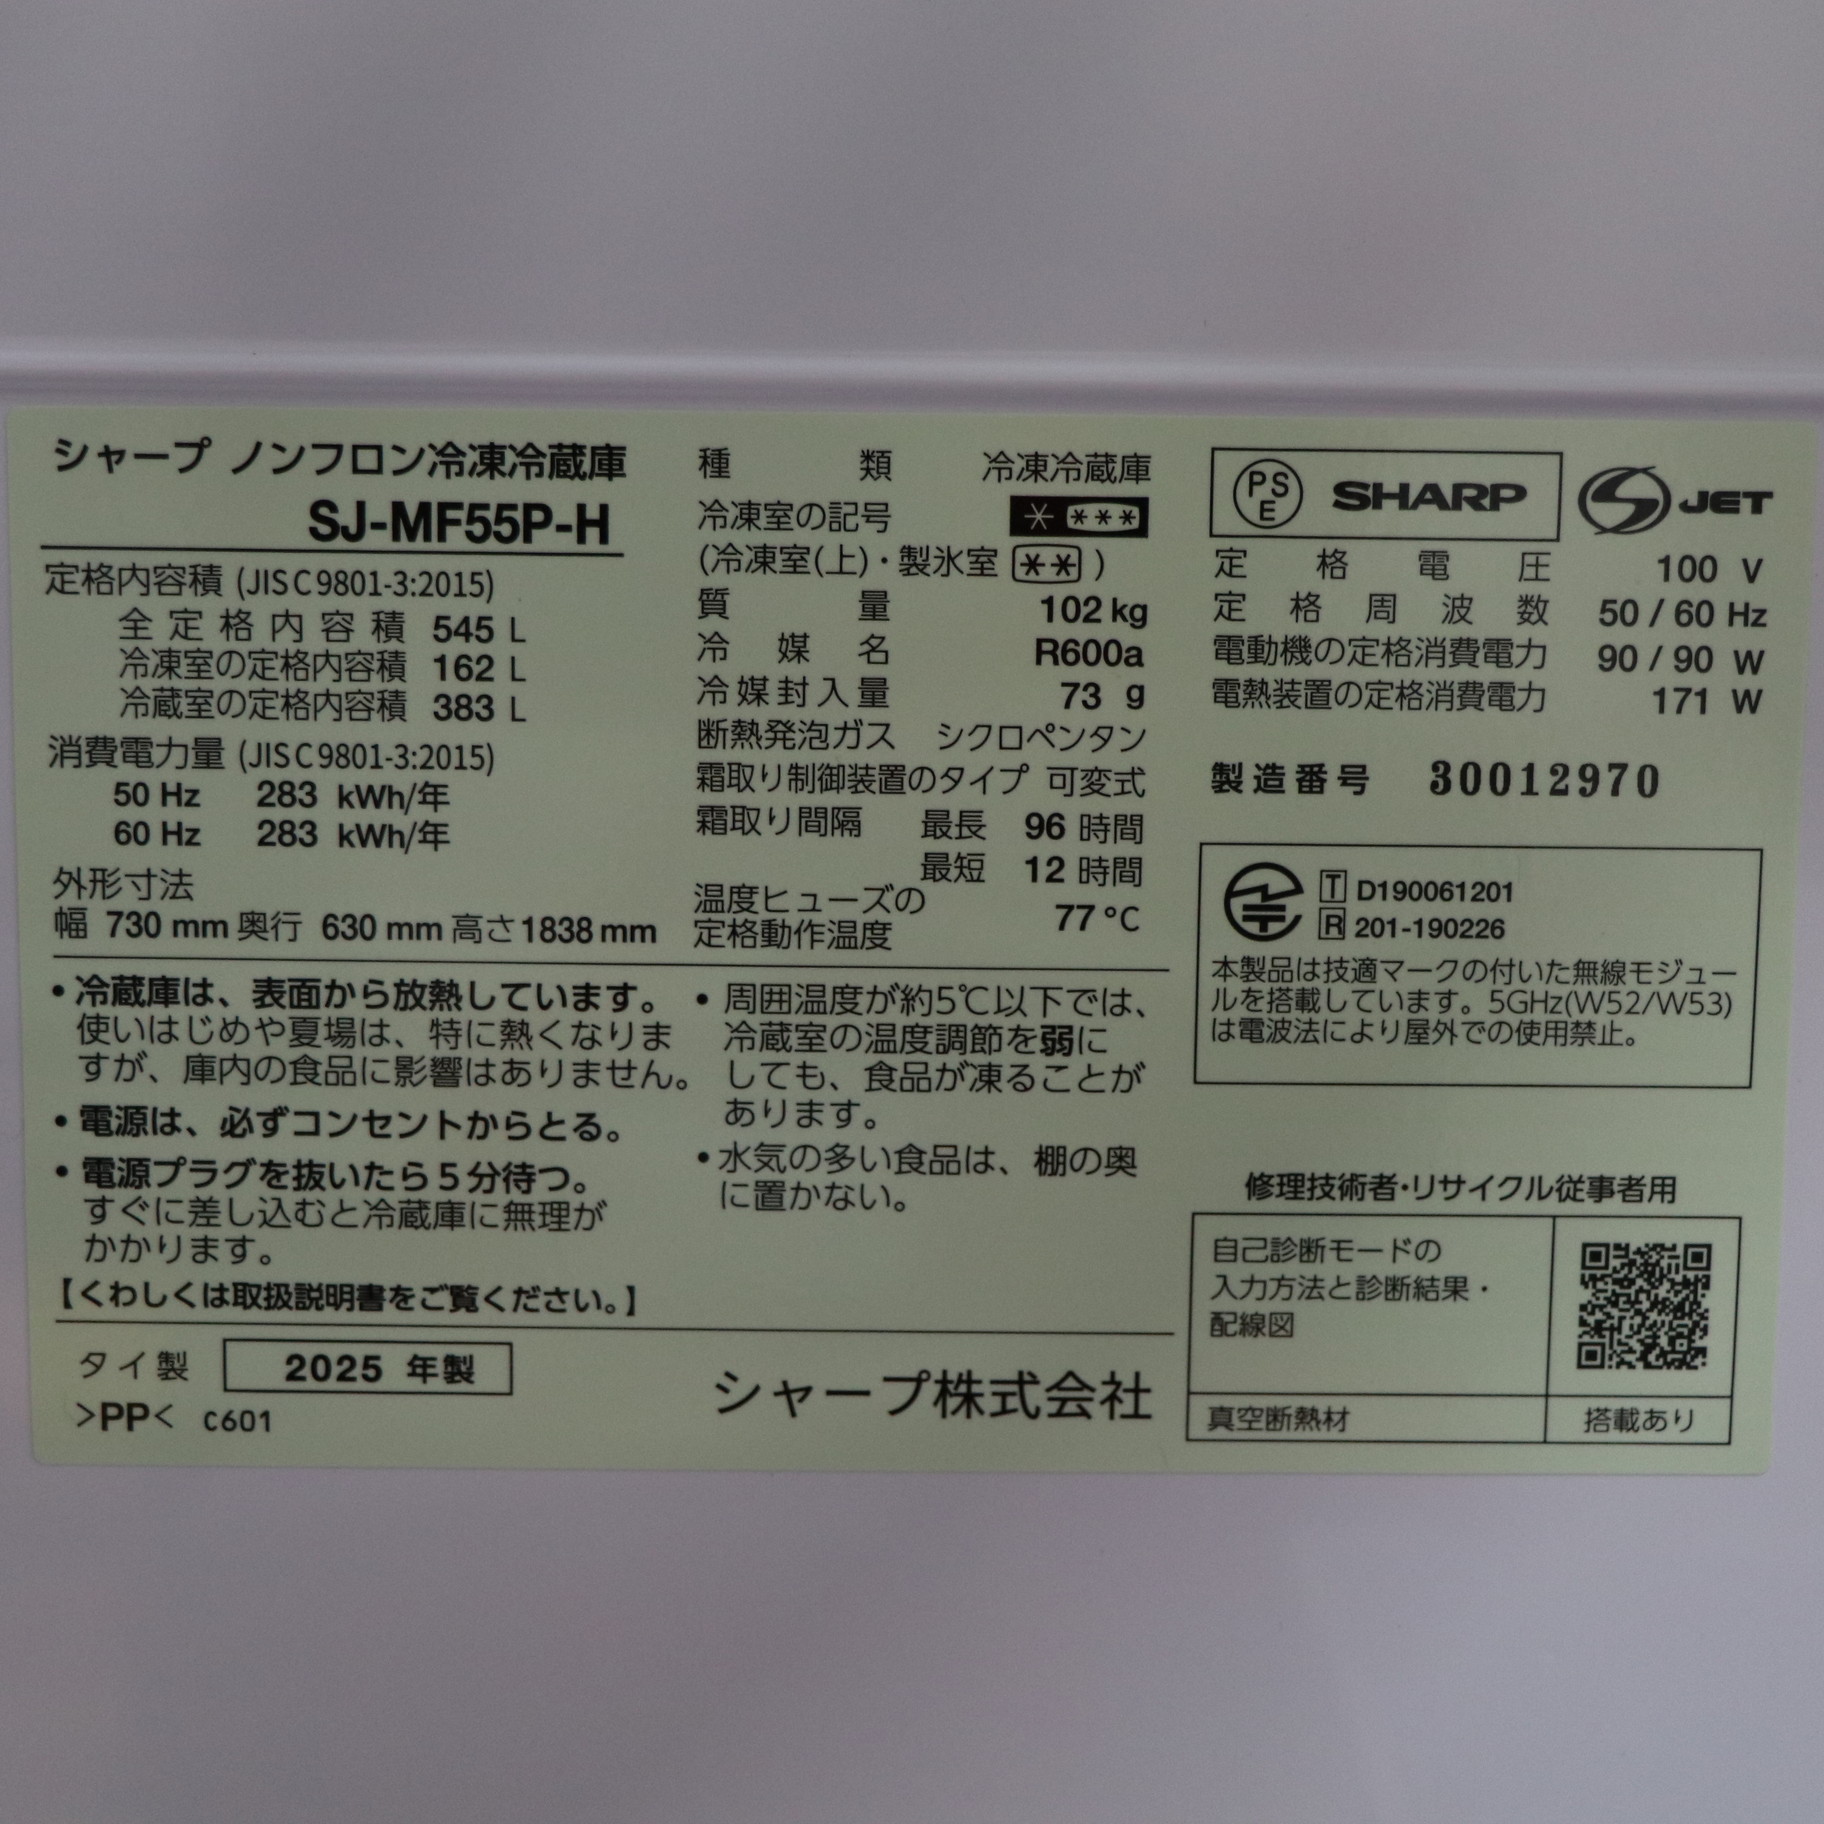 シャープ ノンフロン冷凍冷蔵庫
SJ-MF55P-H
定格内容積 (JISC9801-3:2015)
全定格内容積 545 L
冷凍室の定格内容積 162 L
冷蔵室の定格内容積 383 L
消費電力量 (JISC9801-3:2015)
50 Hz 283 kWh/年
60 Hz 283 kWh/年
外形寸法
幅 730 mm 奥行 630 mm 高さ 1838 mm
種類 冷凍冷蔵庫
冷凍室の記号 * ***
(冷凍室(上)・製氷室 ** )
質量 102 kg
冷媒名 R600a
冷媒封入量 73 g
断熱発泡ガス シクロペンタン
霜取り制御装置のタイプ 可変式
霜取り間隔 最長 96 時間
最短 12 時間
温度ヒューズの
定格動作温度 77 ℃
PSE SHARP S JET
定格電圧 100 V
定格周波数 50 / 60 Hz
電動機の定格消費電力 90 / 90 W
電熱装置の定格消費電力 171 W
製造番号 30012970
T D190061201
R 201-190226
本製品は技適マークの付いた無線モジュー
ルを搭載しています。5GHz(W52/W53)
は電波法により屋外での使用禁止。
• 冷蔵庫は、表面から放熱しています。
使いはじめや夏場は、特に熱くなりま
すが、庫内の食品に影響はありません。
• 電源は、必ずコンセントからとる。
• 電源プラグを抜いたら5分待つ。
すぐに差し込むと冷蔵庫に無理が
かかります。
【くわしくは取扱説明書をご覧ください。】
• 周囲温度が約5℃以下では、
冷蔵室の温度調節を弱に
しても、食品が凍ることが
あります。
• 水気の多い食品は、棚の奥
に置かない。
修理技術者・リサイクル従事者用
自己診断モードの
入力方法と診断結果・
配線図
真空断熱材 搭載あり
タイ製 2025 年製
>PP< C601
シャープ株式会社